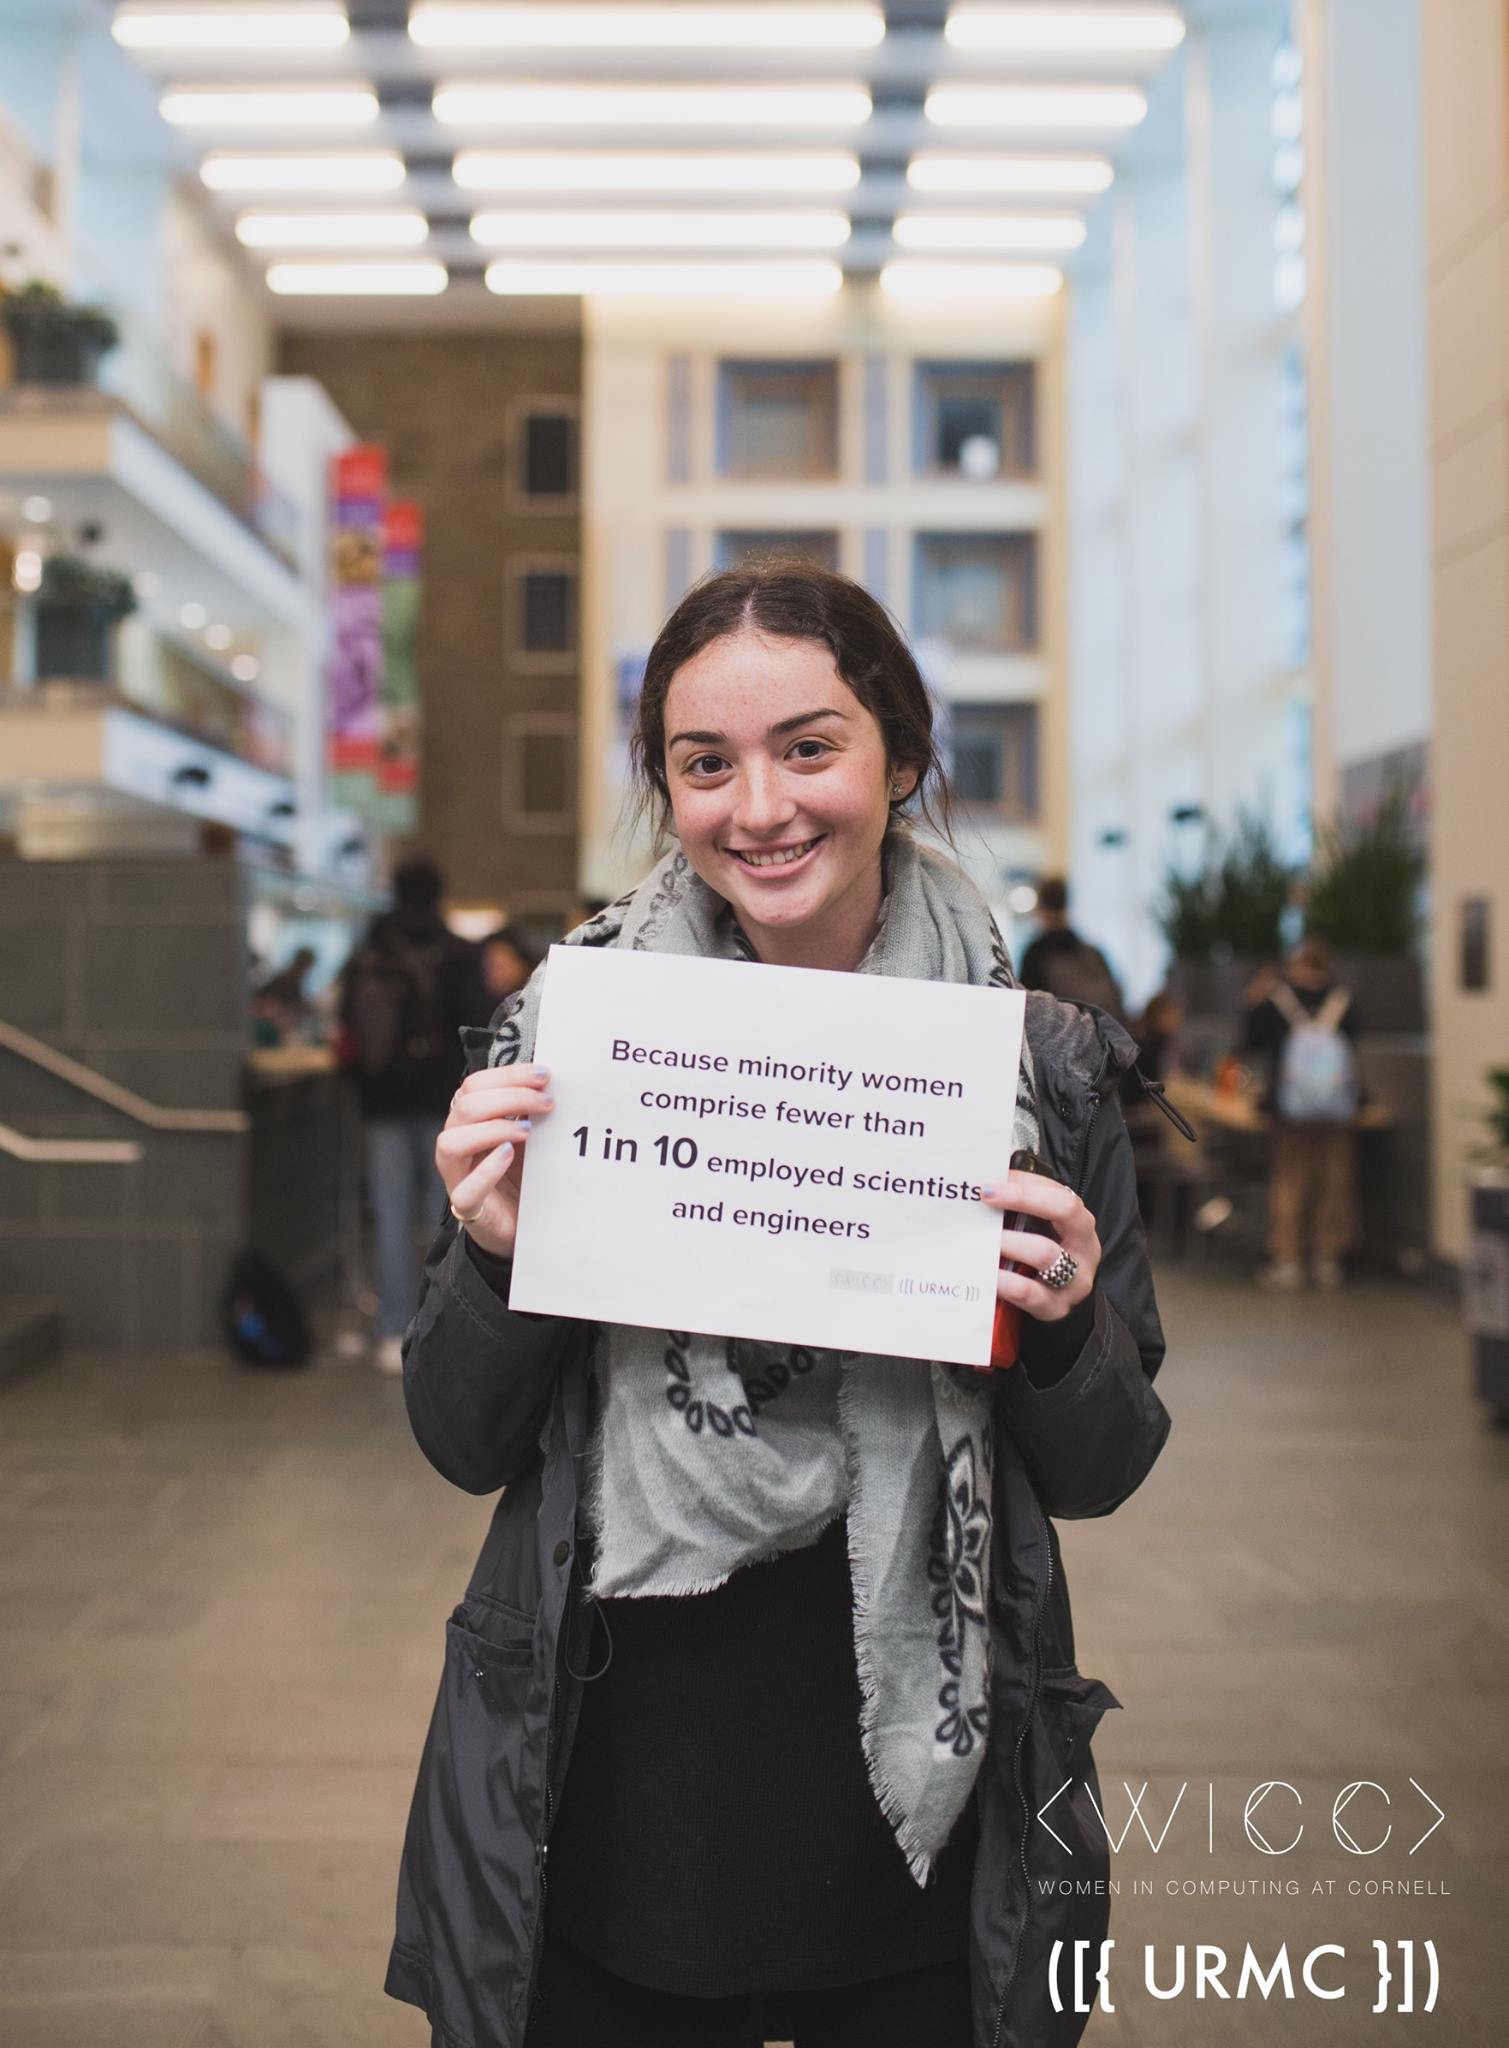 Because minority women
comprise fewer than
1 in 10 employed scientists
and engineers
<WICC> ([{ URMC }])
<WICC>
WOMEN IN COMPUTING AT CORNELL
([{ URMC }])